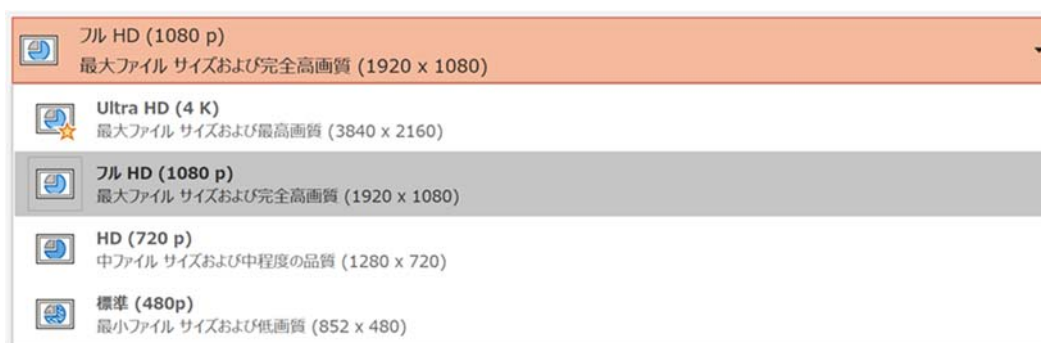 フル HD (1080 p)
最大ファイル サイズおよび完全高画質 (1920 x 1080)
Ultra HD (4 K)
最大ファイル サイズおよび最高画質 (3840 x 2160)
フル HD (1080 p)
最大ファイル サイズおよび完全高画質 (1920 x 1080)
HD (720 p)
中ファイル サイズおよび中程度の品質 (1280 x 720)
標準 (480p)
最小ファイル サイズおよび低画質 (852 x 480)